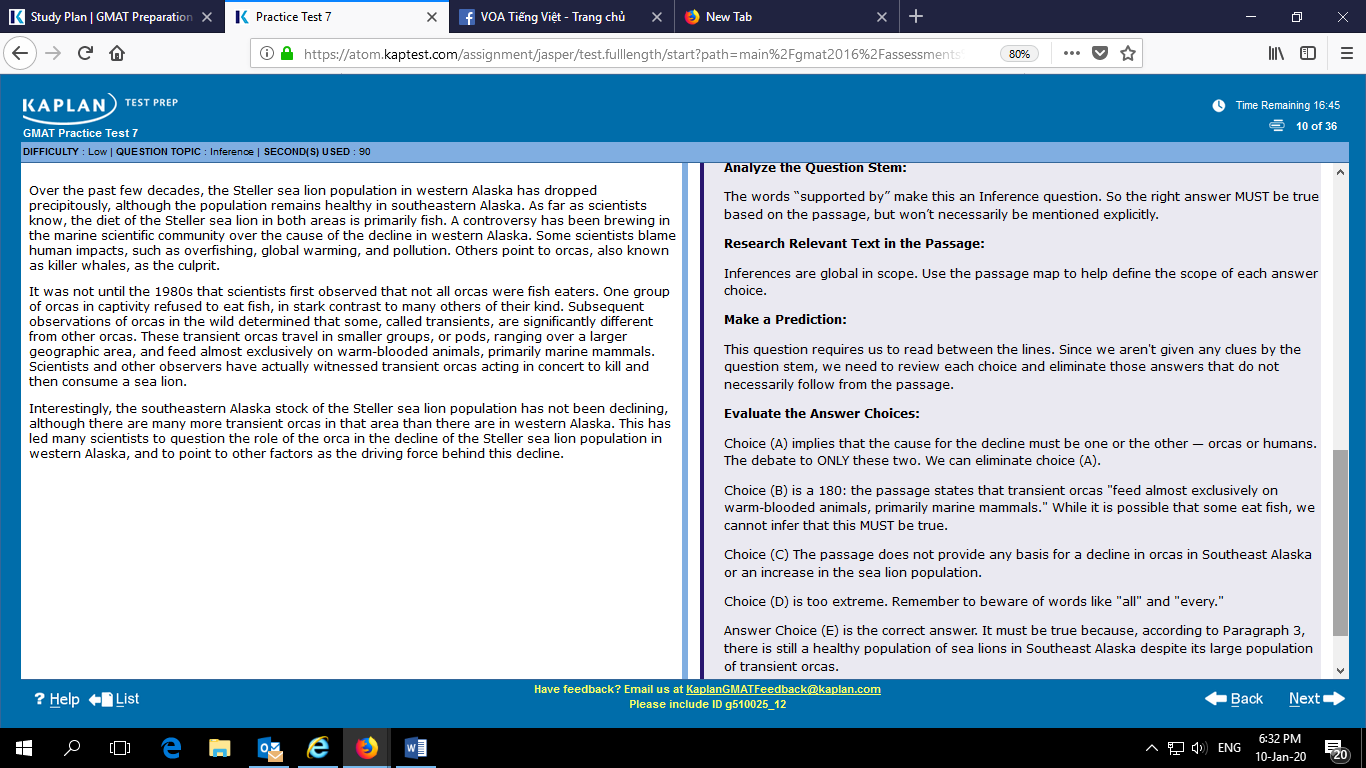 Study Plan | GMAT Preparation
Practice Test 7
VOA Tiếng Việt - Trang chủ
New Tab
https://atom.kaptest.com/assignment/jasper/test.fulllength/start?path=main%2Fgmat2016%2Fassessments
80%
KAPLAN TEST PREP
GMAT Practice Test 7
Time Remaining 16:45
10 of 36
DIFFICULTY : Low | QUESTION TOPIC : Inference | SECOND(S) USED : 90
Over the past few decades, the Steller sea lion population in western Alaska has dropped
precipitously, although the population remains healthy in southeastern Alaska. As far as scientists
know, the diet of the Steller sea lion in both areas is primarily fish. A controversy has been brewing in
the marine scientific community over the cause of the decline in western Alaska. Some scientists blame
human impacts, such as overfishing, global warming, and pollution. Others point to orcas, also known
as killer whales, as the culprit.
It was not until the 1980s that scientists first observed that not all orcas were fish eaters. One group
of orcas in captivity refused to eat fish, in stark contrast to many others of their kind. Subsequent
observations of orcas in the wild determined that some, called transients, are significantly different
from other orcas. These transient orcas travel in smaller groups, or pods, ranging over a larger
geographic area, and feed almost exclusively on warm-blooded animals, primarily marine mammals.
Scientists and other observers have actually witnessed transient orcas acting in concert to kill and
then consume a sea lion.
Interestingly, the southeastern Alaska stock of the Steller sea lion population has not been declining,
although there are many more transient orcas in that area than there are in western Alaska. This has
led many scientists to question the role of the orca in the decline of the Steller sea lion population in
western Alaska, and to point to other factors as the driving force behind this decline.
Analyze the Question Stem:
The words “supported by” make this an Inference question. So the right answer MUST be true
based on the passage, but won’t necessarily be mentioned explicitly.
Research Relevant Text in the Passage:
Inferences are global in scope. Use the passage map to help define the scope of each answer
choice.
Make a Prediction:
This question requires us to read between the lines. Since we aren't given any clues by the
question stem, we need to review each choice and eliminate those answers that do not
necessarily follow from the passage.
Evaluate the Answer Choices:
Choice (A) implies that the cause for the decline must be one or the other — orcas or humans.
The debate to ONLY these two. We can eliminate choice (A).
Choice (B) is a 180: the passage states that transient orcas "feed almost exclusively on
warm-blooded animals, primarily marine mammals." While it is possible that some eat fish, we
cannot infer that this MUST be true.
Choice (C) The passage does not provide any basis for a decline in orcas in Southeast Alaska
or an increase in the sea lion population.
Choice (D) is too extreme. Remember to beware of words like "all" and "every."
Answer Choice (E) is the correct answer. It must be true because, according to Paragraph 3,
there is still a healthy population of sea lions in Southeast Alaska despite its large population
of transient orcas.
? Help
List
Have feedback? Email us at KaplanGMATFeedback@kaplan.com
Please include ID g510025_12
Back
Next
ENG
6:32 PM
10-Jan-20
20